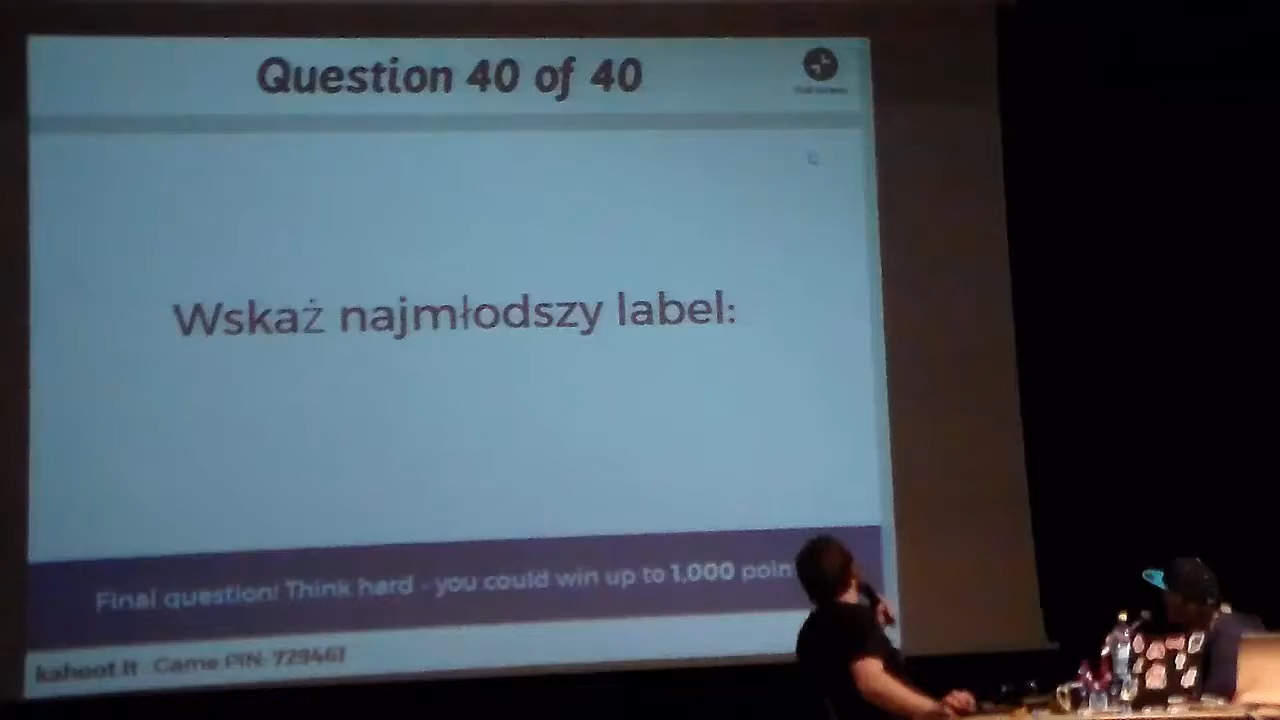 Question 40 of 40
Wskaż najmłodszy label:
Final question! Think hard - you could win up to 1,000 poin
kahoot.it Game PIN: 729461